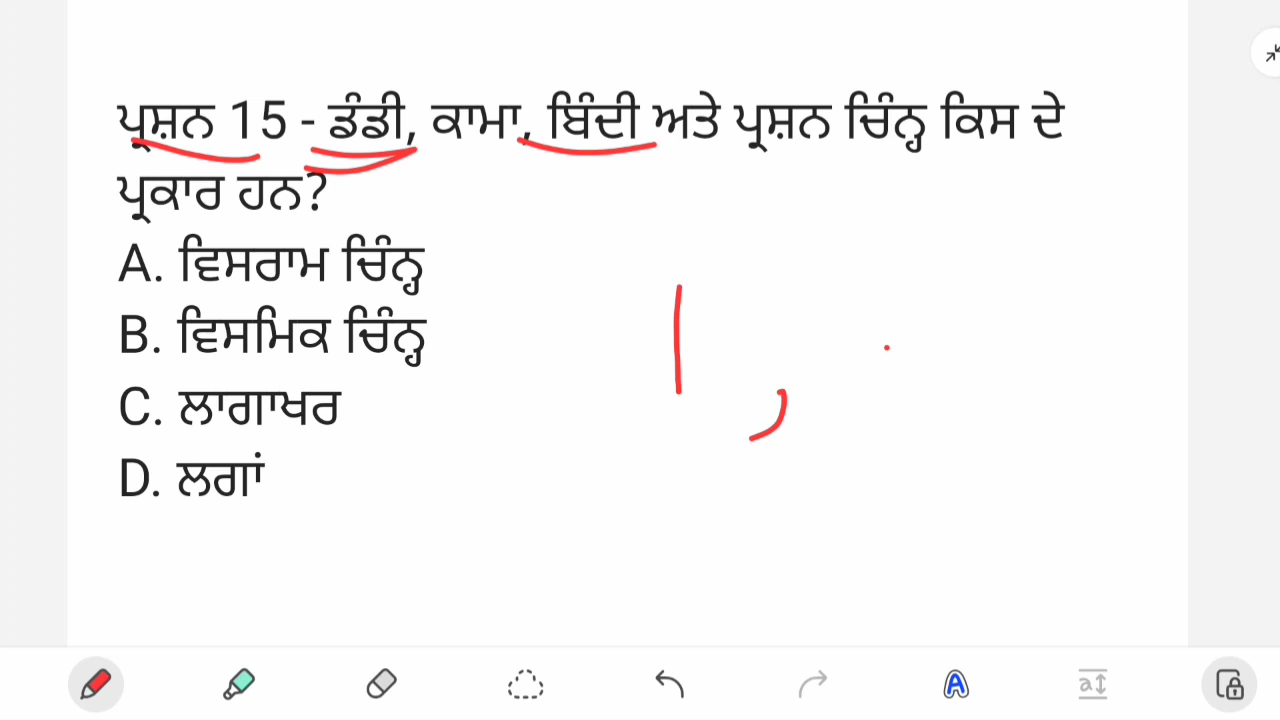 ਪ੍ਰਸ਼ਨ 15 - ਡੰਡੀ, ਕਾਮਾ, ਬਿੰਦੀ ਅਤੇ ਪ੍ਰਸ਼ਨ ਚਿੰਨ੍ਹ ਕਿਸ ਦੇ
ਪ੍ਰਕਾਰ ਹਨ?
A. ਵਿਸਰਾਮ ਚਿੰਨ੍ਹ
B. ਵਿਸਮਿਕ ਚਿੰਨ੍ਹ
C. ਲਾਗਾਖਰ
D. ਲਗਾਂ
| , .
A a